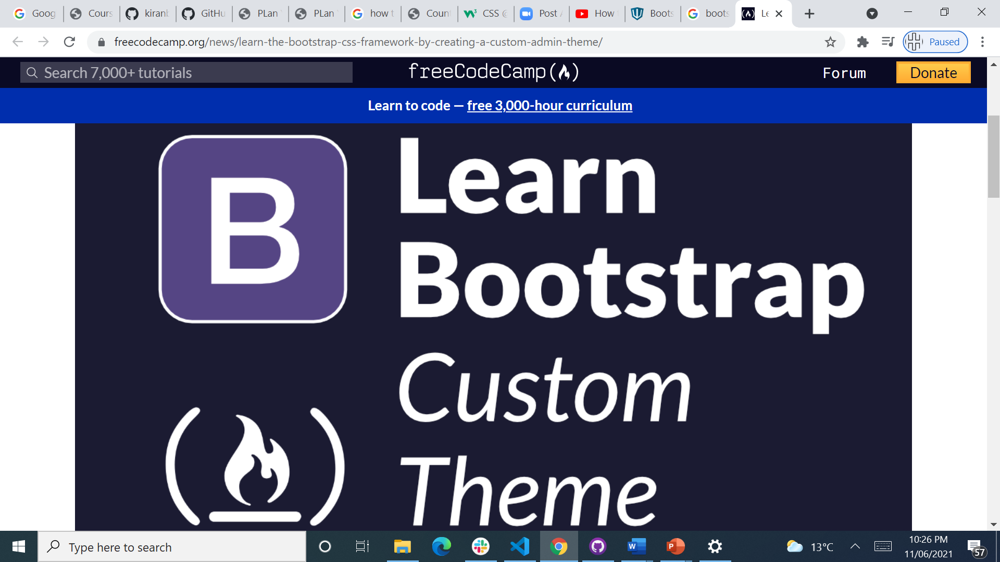 Goog
Cours
kiranb
GitHu
PLan
PLan
how t
Coun
CSS @
Post A
How
Boots
boots
Le
freecodecamp.org/news/learn-the-bootstrap-css-framework-by-creating-a-custom-admin-theme/
Paused
Search 7,000+ tutorials
freeCodeCamp
Forum
Donate
Learn to code — free 3,000-hour curriculum
B
Learn
Bootstrap
Custom
Theme
Type here to search
13°C
10:26 PM
11/06/2021
57